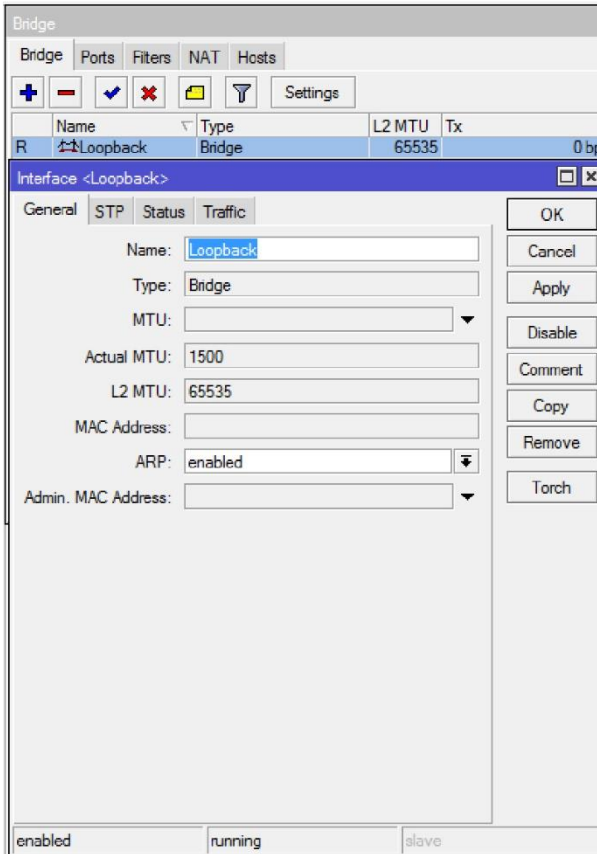 Bridge
Bridge Ports Filters NAT Hosts
Settings
Name Type L2 MTU Tx
R Loopback Bridge 65535 0 bp
Interface <Loopback>
General STP Status Traffic
OK
Name: Loopback
Cancel
Type: Bridge
Apply
MTU:
Disable
Actual MTU: 1500
Comment
L2 MTU: 65535
Copy
MAC Address:
Remove
ARP: enabled
Torch
Admin. MAC Address:
enabled running slave